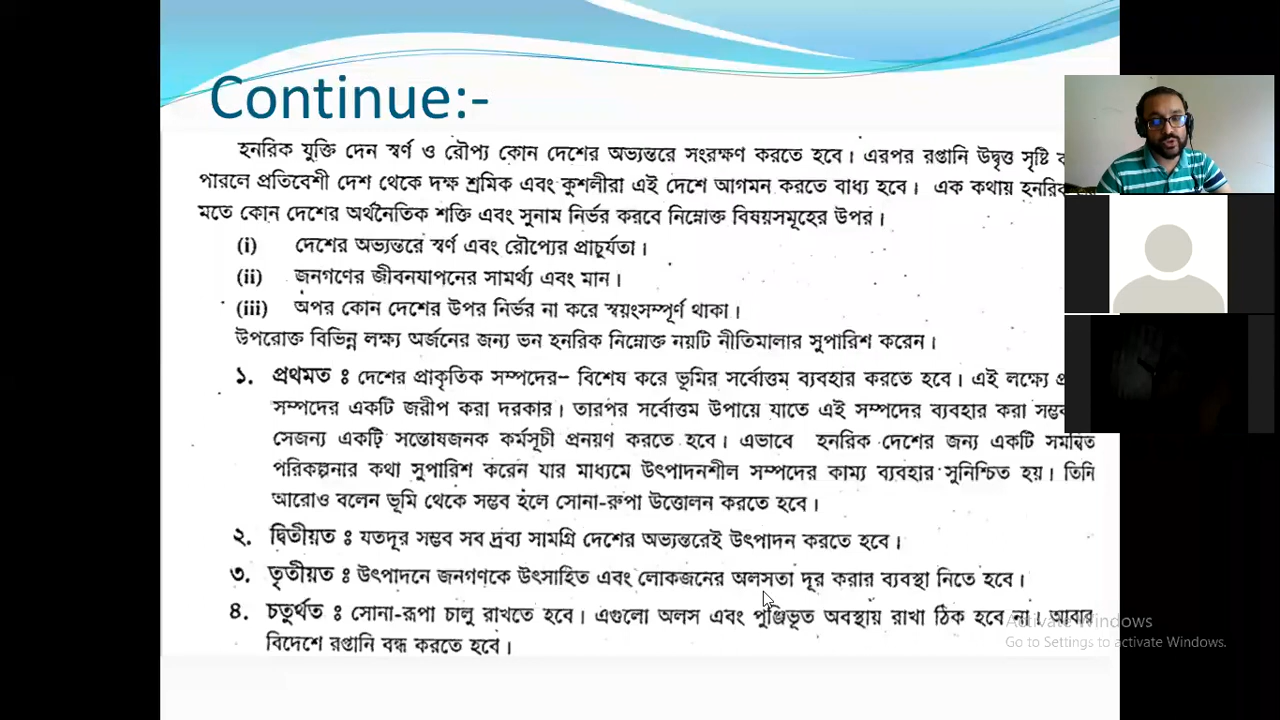 Continue:-
হনরিক যুক্তি দেন স্বর্ণ ও রৌপ্য কোন দেশের অভ্যন্তরে সংরক্ষণ করতে হবে। এরপর রপ্তানি উদ্বৃত্ত সৃষ্টি
পারলে প্রতিবেশী দেশ থেকে দক্ষ শ্রমিক এবং কুশলীরা এই দেশে আগমন করতে বাধ্য হবে। এক কথায় হনরিক
মতে কোন দেশের অর্থনৈতিক শক্তি এবং সুনাম নির্ভর করবে নিম্নোক্ত বিষয়সমূহের উপর।
(i) দেশের অভ্যন্তরে স্বর্ণ এবং রৌপ্যের প্রাচুর্যতা।
(ii) জনগণের জীবনযাপনের সামর্থ্য এবং মান।
(iii) অপর কোন দেশের উপর নির্ভর না করে স্বয়ংসম্পূর্ণ থাকা।
উপরোক্ত বিভিন্ন লক্ষ্য অর্জনের জন্য ভন হনরিক নিম্নোক্ত নয়টি নীতিমালার সুপারিশ করেন।
১. প্রথমত ঃ দেশের প্রাকৃতিক সম্পদের– বিশেষ করে ভূমির সর্বোত্তম ব্যবহার করতে হবে। এই লক্ষ্যে
সম্পদের একটি জরীপ করা দরকার। তারপর সর্বোত্তম উপায়ে যাতে এই সম্পদের ব্যবহার করা
সেজন্য একটি সন্তোষজনক কর্মসূচী প্রনয়ণ করতে হবে। এভাবে হনরিক দেশের জন্য একটি সমন্বিত
পরিকল্পনার কথা সুপারিশ করেন যার মাধ্যমে উৎপাদনশীল সম্পদের কাম্য ব্যবহার সুনিশ্চিত হয়। তিনি
আরোও বলেন ভূমি থেকে সম্ভব হলে সোনা-রুপা উত্তোলন করতে হবে।
২. দ্বিতীয়ত ঃ যতদূর সম্ভব সব দ্রব্য সামগ্রি দেশের অভ্যন্তরেই উৎপাদন করতে হবে।
৩. তৃতীয়ত ঃ উৎপাদনে জনগণকে উৎসাহিত এবং লোকজনের অলসতা দূর করার ব্যবস্থা নিতে হবে।
৪. চতুর্থত ঃ সোনা-রূপা চালু রাখতে হবে। এগুলো অলস এবং পুঞ্জিভূত অবস্থায় রাখা ঠিক হবে না। আবার
বিদেশে রপ্তানি বন্ধ করতে হবে।
Activate Windows
Go to Settings to activate Windows.